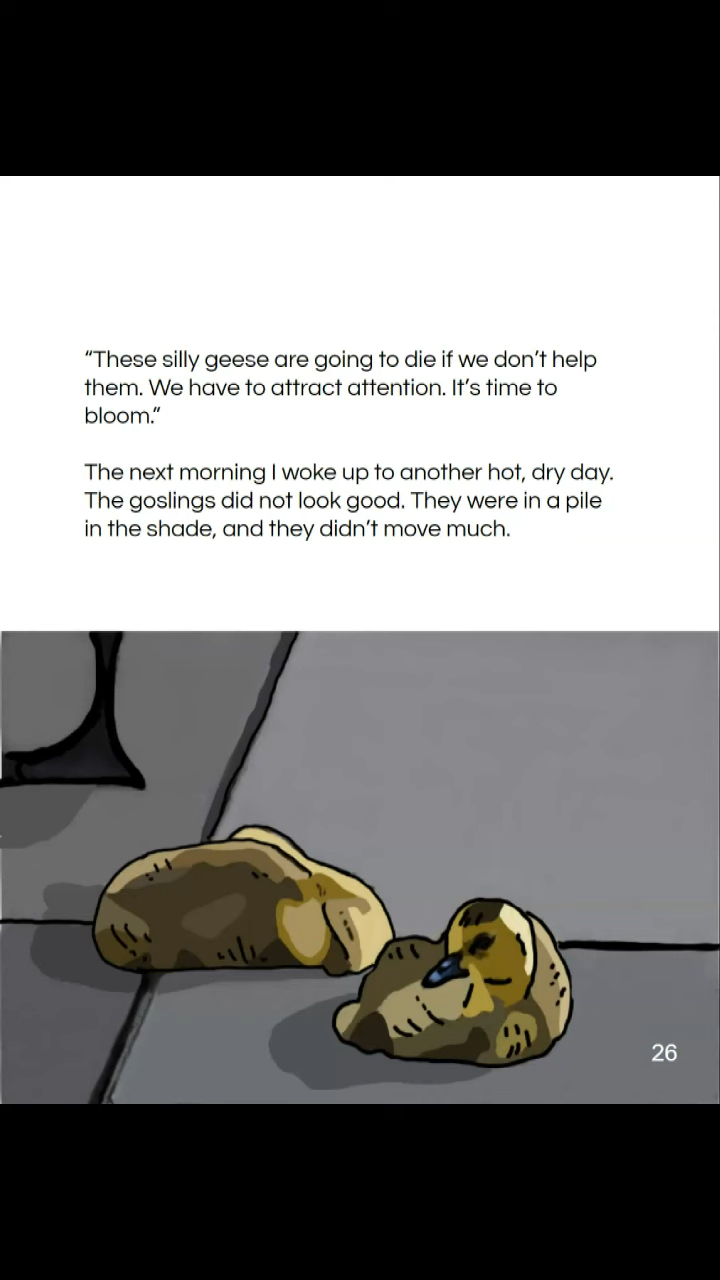 “These silly geese are going to die if we don’t help
them. We have to attract attention. It’s time to
bloom.”
The next morning I woke up to another hot, dry day.
The goslings did not look good. They were in a pile
in the shade, and they didn’t move much.
26